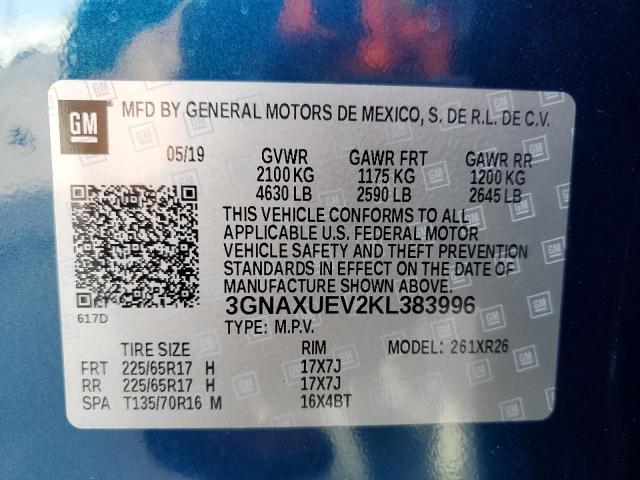 GM
MFD BY GENERAL MOTORS DE MEXICO, S. DE R.L. DE C.V.
05/19 GVWR GAWR FRT GAWR RR
2100 KG 1175 KG 1200 KG
4630 LB 2590 LB 2645 LB
THIS VEHICLE CONFORMS TO ALL
APPLICABLE U.S. FEDERAL MOTOR
VEHICLE SAFETY AND THEFT PREVENTION
STANDARDS IN EFFECT ON THE DATE OF
MANUFACTURE SHOWN ABOVE.
617D
3GNAXUEV2KL383996
TYPE: M.P.V.
TIRE SIZE RIM MODEL: 261XR26
FRT 225/65R17 H 17X7J
RR 225/65R17 H 17X7J
SPA T135/70R16 M 16X4BT